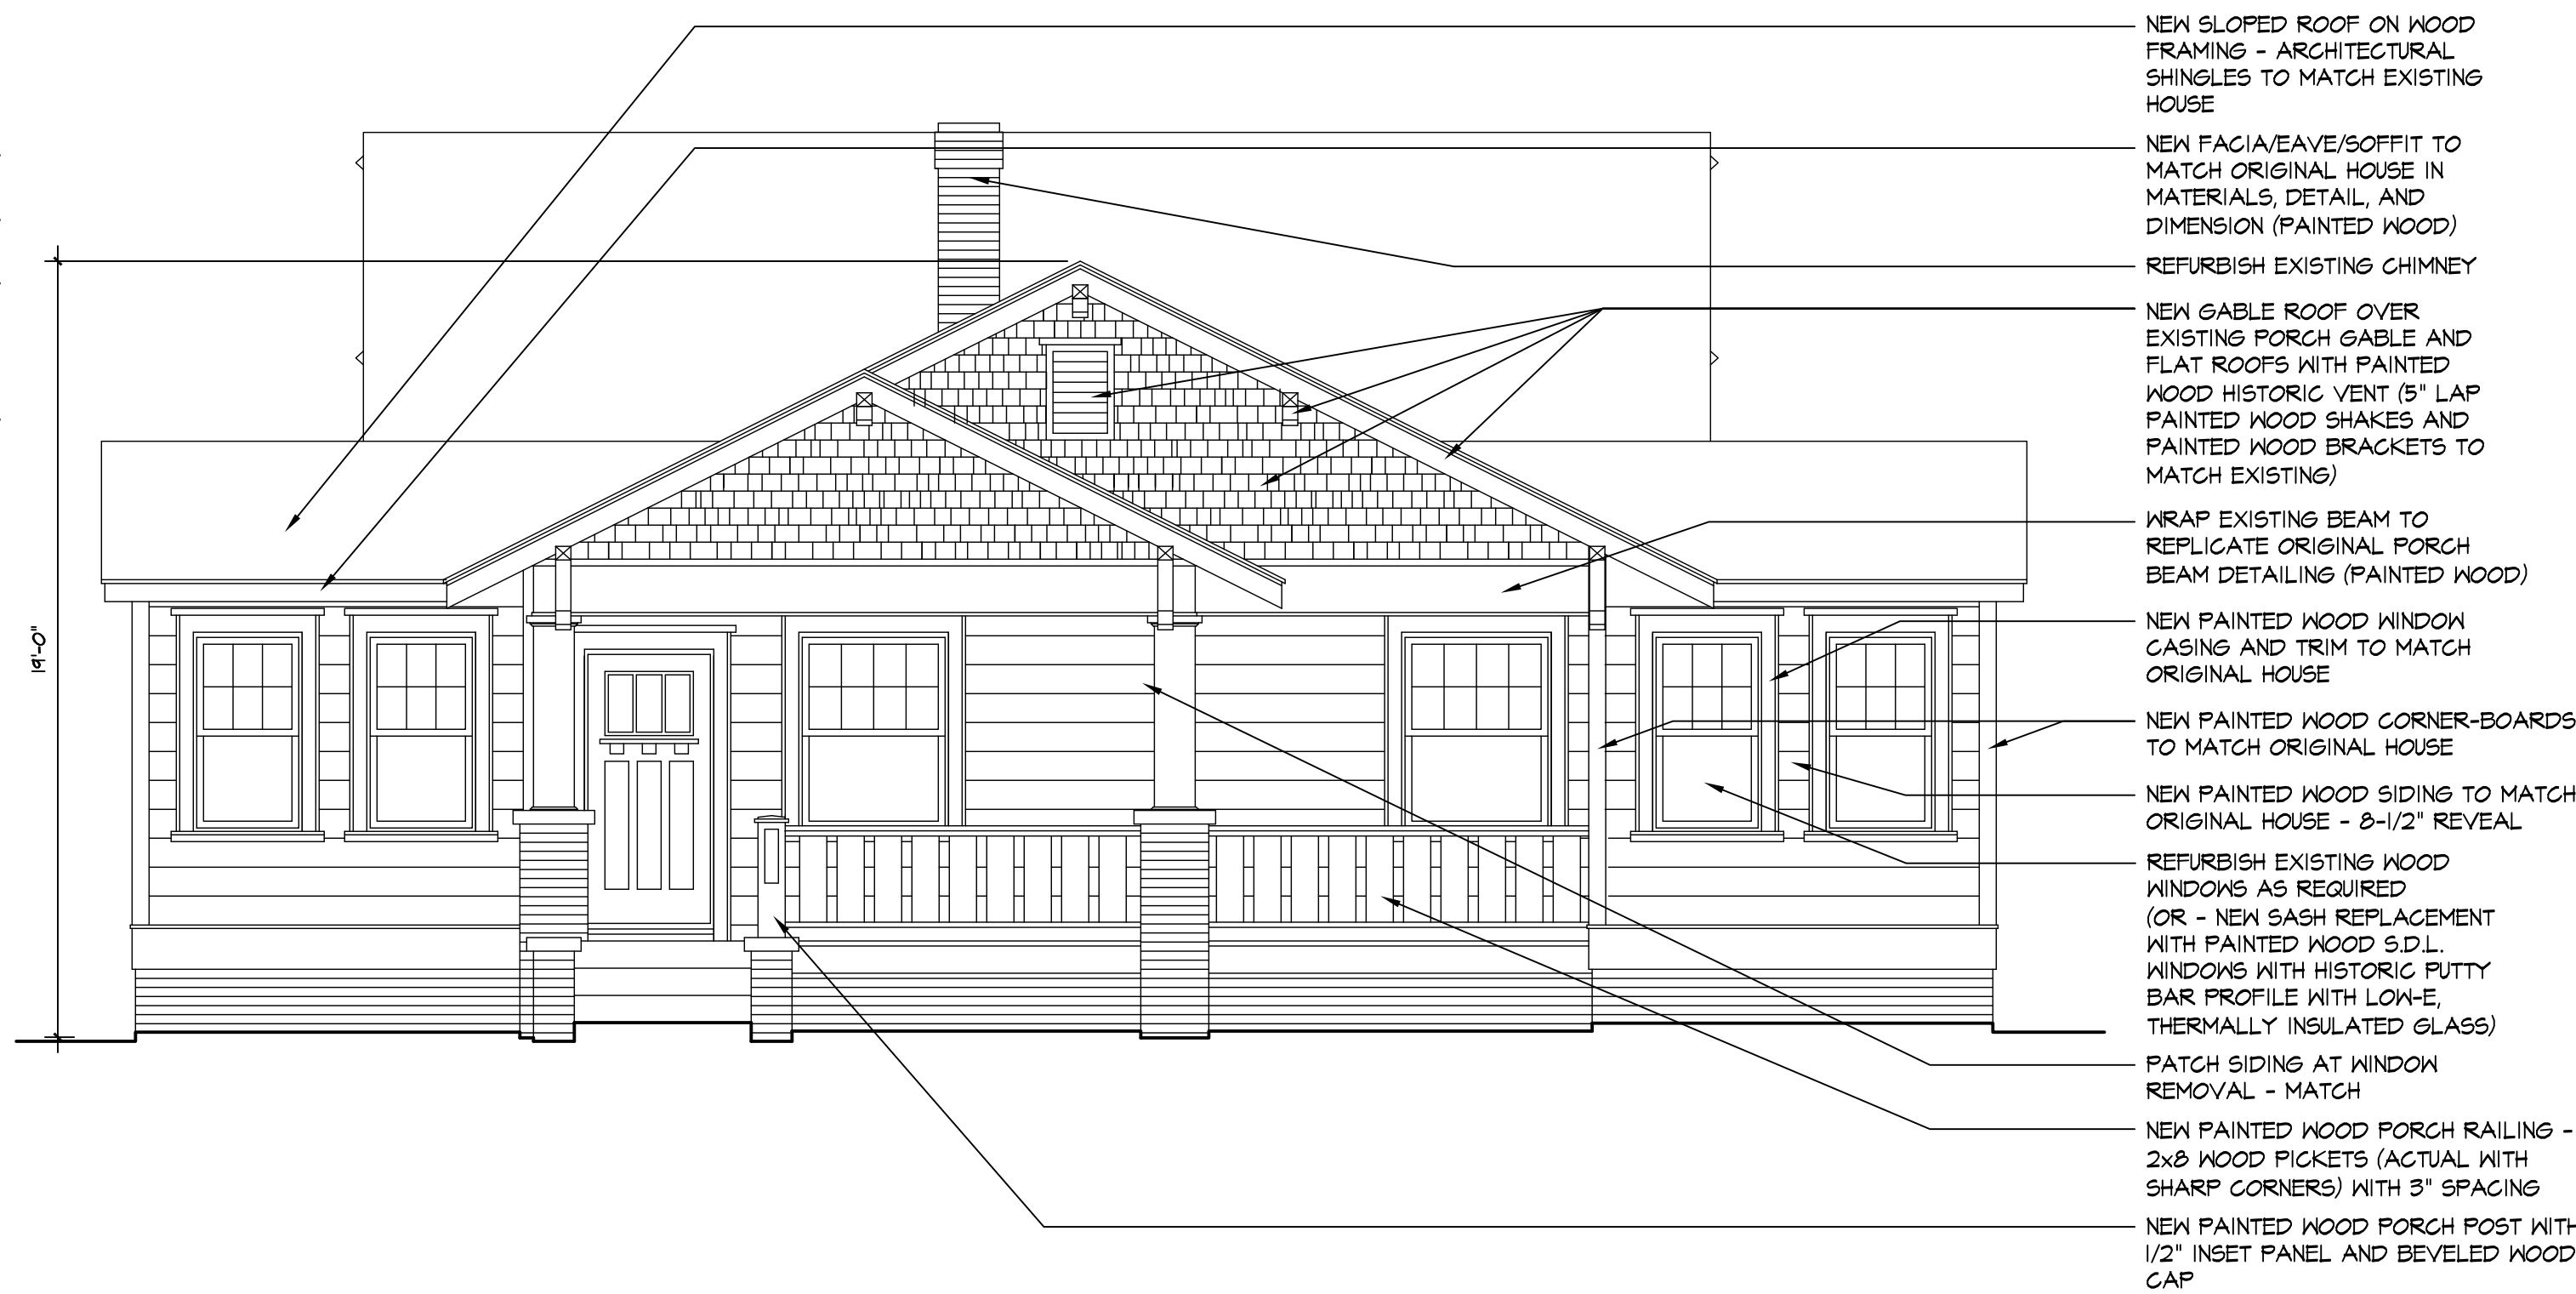 NEW SLOPED ROOF ON WOOD
FRAMING - ARCHITECTURAL
SHINGLES TO MATCH EXISTING
HOUSE
NEW FACIA/EAVE/SOFFIT TO
MATCH ORIGINAL HOUSE IN
MATERIALS, DETAIL, AND
DIMENSION (PAINTED WOOD)
REFURBISH EXISTING CHIMNEY
NEW GABLE ROOF OVER
EXISTING PORCH GABLE AND
FLAT ROOFS WITH PAINTED
WOOD HISTORIC VENT (5" LAP
PAINTED WOOD SHAKES AND
PAINTED WOOD BRACKETS TO
MATCH EXISTING)
WRAP EXISTING BEAM TO
REPLICATE ORIGINAL PORCH
BEAM DETAILING (PAINTED WOOD)
19'-0"
NEW PAINTED WOOD WINDOW
CASING AND TRIM TO MATCH
ORIGINAL HOUSE
NEW PAINTED WOOD CORNER-BOARDS
TO MATCH ORIGINAL HOUSE
NEW PAINTED WOOD SIDING TO MATCH
ORIGINAL HOUSE - 8-1/2" REVEAL
REFURBISH EXISTING WOOD
WINDOWS AS REQUIRED
(OR - NEW SASH REPLACEMENT
WITH PAINTED WOOD S.D.L.
WINDOWS WITH HISTORIC PUTTY
BAR PROFILE WITH LOW-E,
THERMALLY INSULATED GLASS)
PATCH SIDING AT WINDOW
REMOVAL - MATCH
NEW PAINTED WOOD PORCH RAILING -
2x8 WOOD PICKETS (ACTUAL WITH
SHARP CORNERS) WITH 3" SPACING
NEW PAINTED WOOD PORCH POST WITH
1/2" INSET PANEL AND BEVELED WOOD
CAP